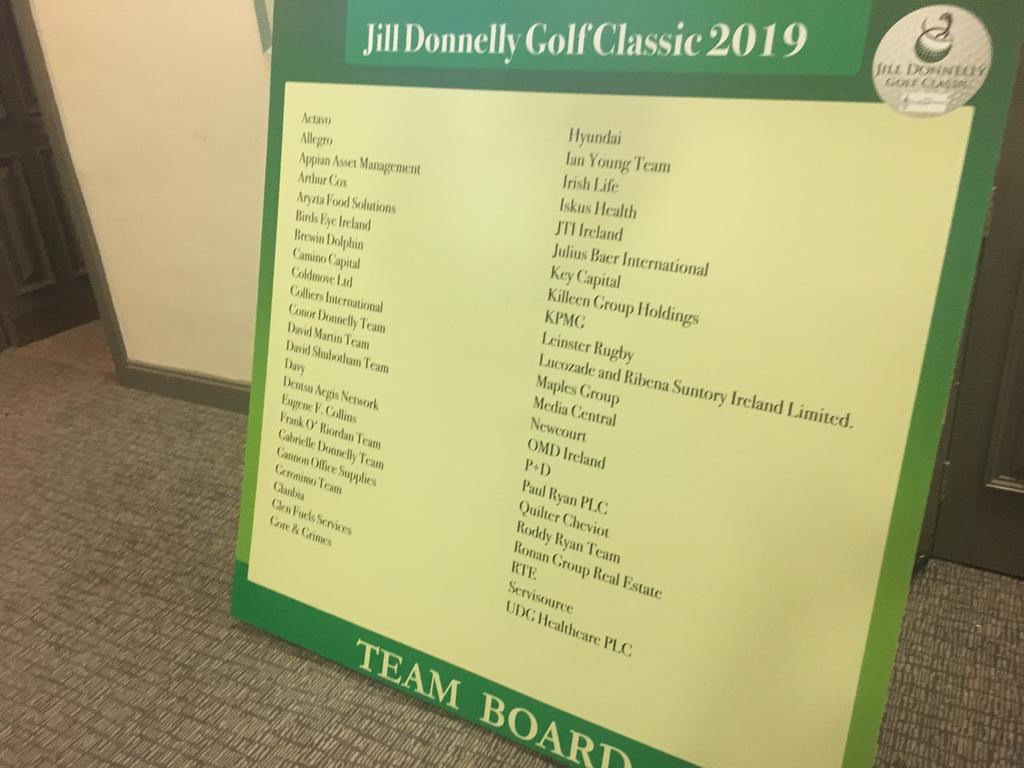 Jill Donnelly Golf Classic 2019
JILL DONNELLY
GOLF CLASSIC
Actavo
Allegro
Appian Asset Management
Arthur Cox
Aryzta Food Solutions
Birds Eye Ireland
Brewin Dolphin
Camino Capital
Coldmove Ltd
Colliers International
Conor Donnelly Team
David Martin Team
David Shubotham Team
Davy
Dentsu Aegis Network
Eugene F. Collins
Frank O' Riordan Team
Gabrielle Donnelly Team
Gannon Office Supplies
Geronimo Team
Glanbia
Glen Fuels Services
Gore & Grimes
Hyundai
Ian Young Team
Irish Life
Iskus Health
JTI Ireland
Julius Baer International
Key Capital
Killeen Group Holdings
KPMG
Leinster Rugby
Lucozade and Ribena Suntory Ireland Limited.
Maples Group
Media Central
Newcourt
OMD Ireland
P+D
Paul Ryan PLC
Quilter Cheviot
Roddy Ryan Team
Ronan Group Real Estate
RTE
Servisource
UDG Healthcare PLC
TEAM BOARD